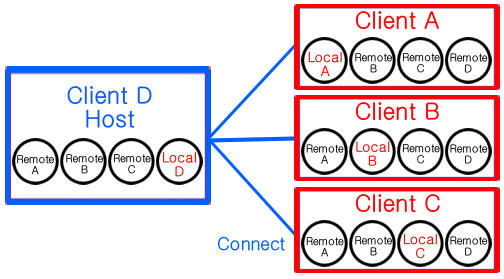 Client A
Local
A
Remote
B
Remote
C
Remote
D
Client D
Host
Remote
A
Remote
B
Remote
C
Local
D
Client B
Remote
A
Local
B
Remote
C
Remote
D
Client C
Remote
A
Remote
B
Local
C
Remote
D
Connect